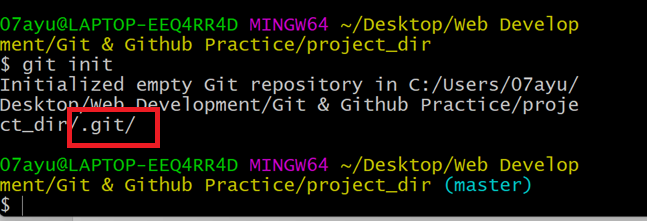 07ayu@LAPTOP-EEQ4RR4D MINGW64 ~/Desktop/Web Develop
ment/Git & Github Practice/project_dir
$ git init
Initialized empty Git repository in C:/Users/07ayu/
Desktop/Web Development/Git & Github Practice/proje
ct_dir/.git/
07ayu@LAPTOP-EEQ4RR4D MINGW64 ~/Desktop/Web Develop
ment/Git & Github Practice/project_dir (master)
$